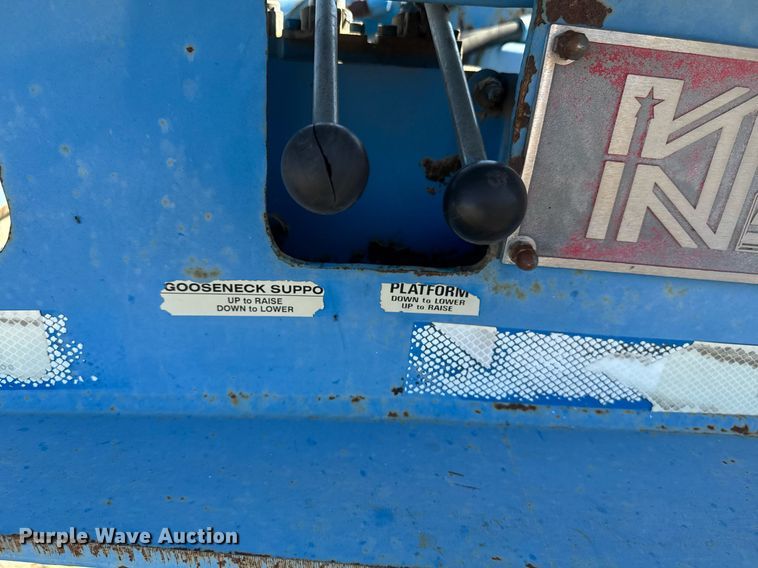 GOOSENECK SUPPO
UP to RAISE
DOWN to LOWER
PLATFORM
DOWN to LOWER
UP to RAISE
Purple Wave Auction